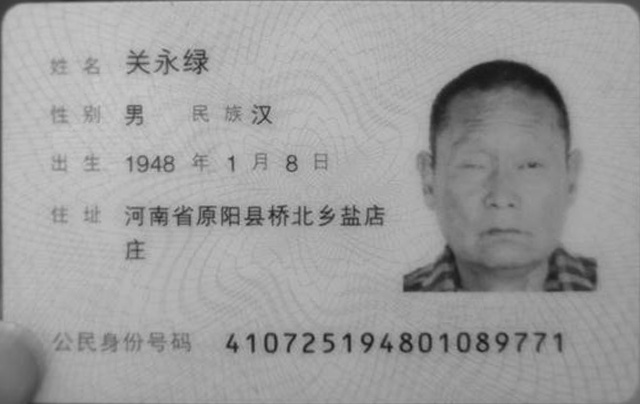 姓名 关永绿
性别 男 民族 汉
出生 1948 年 1 月 8 日
住址 河南省原阳县桥北乡盐店
庄
公民身份号码 410725194801089771